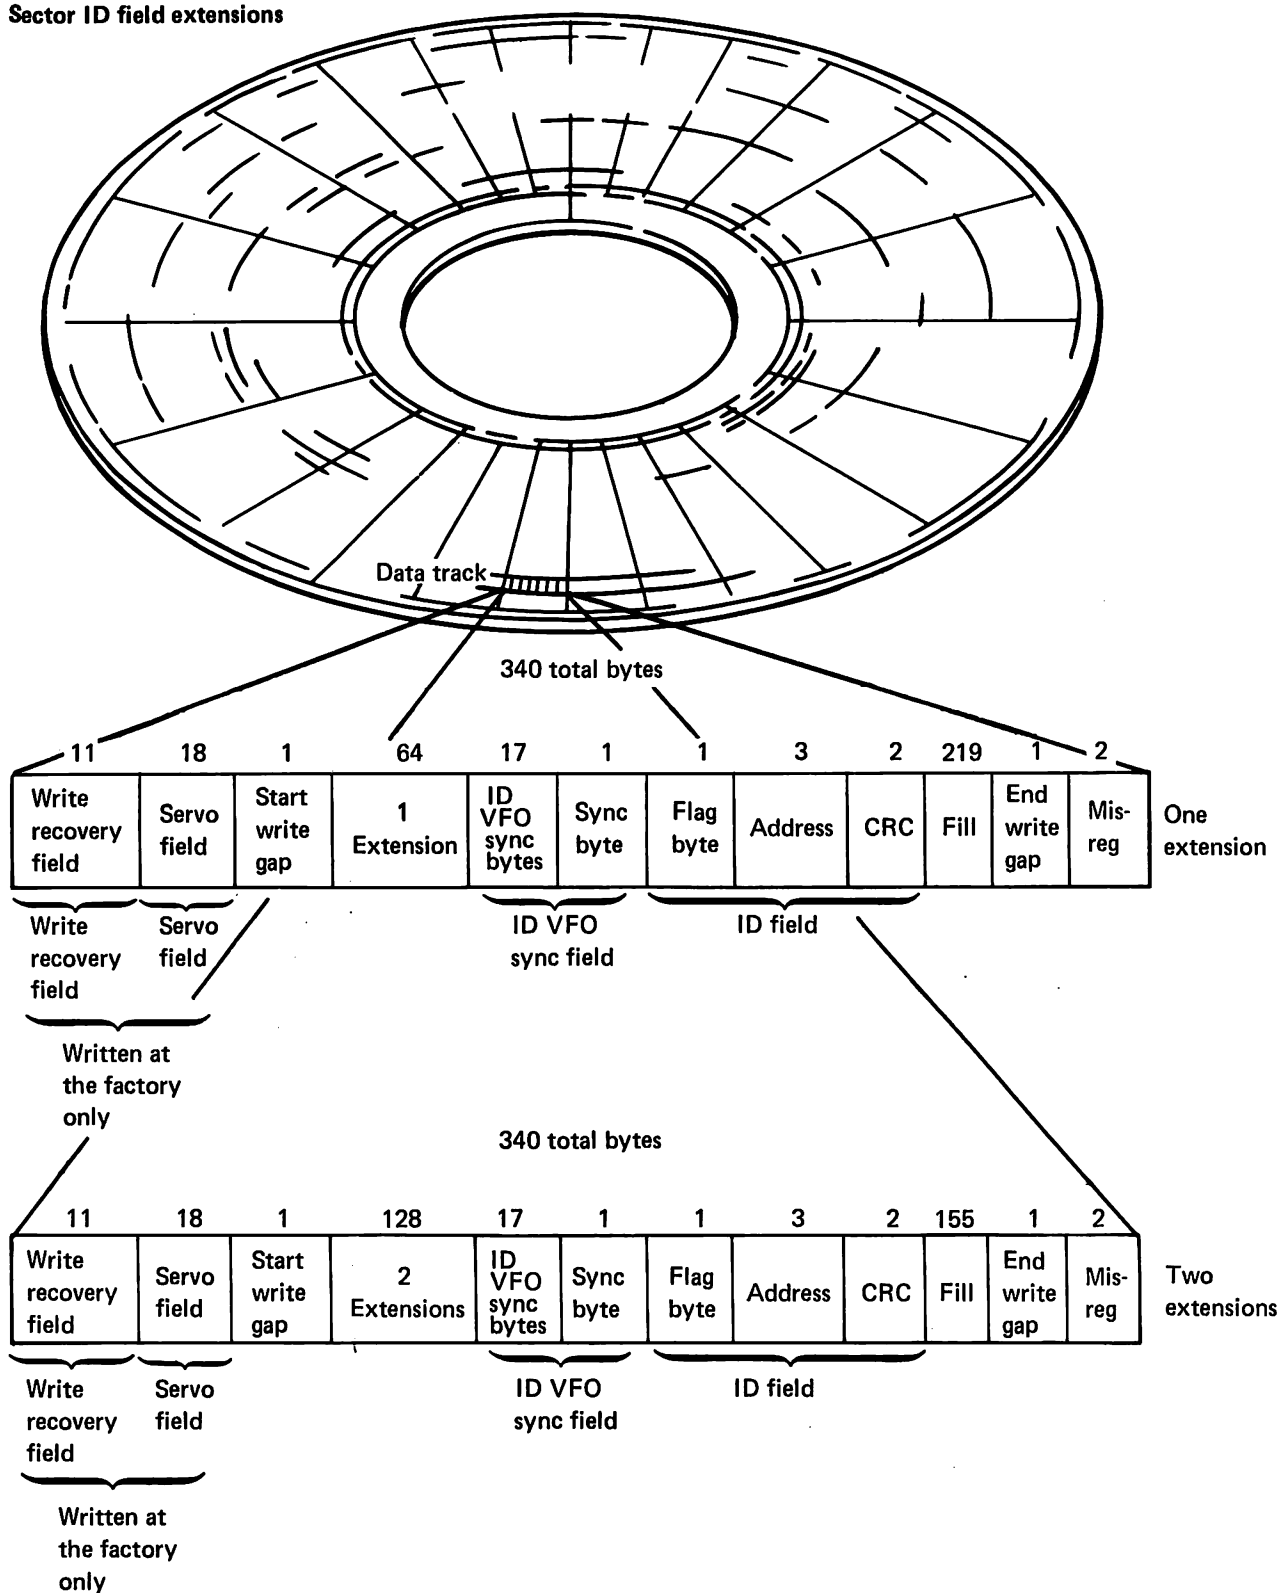 Sector ID field extensions
Data track
340 total bytes
11 18 1 64 17 1 1 3 2 219 1 2
Write
recovery
field
Servo
field
Start
write
gap
1
Extension
ID
VFO
sync
bytes
Sync
byte
Flag
byte
Address
CRC
Fill
End
write
gap
Mis-
reg
One
extension
Write
recovery
field
Servo
field
ID VFO
sync field
ID field
Written at
the factory
only
340 total bytes
11 18 1 128 17 1 1 3 2 155 1 2
Write
recovery
field
Servo
field
Start
write
gap
2
Extensions
ID
VFO
sync
bytes
Sync
byte
Flag
byte
Address
CRC
Fill
End
write
gap
Mis-
reg
Two
extensions
Write
recovery
field
Servo
field
ID VFO
sync field
ID field
Written at
the factory
only